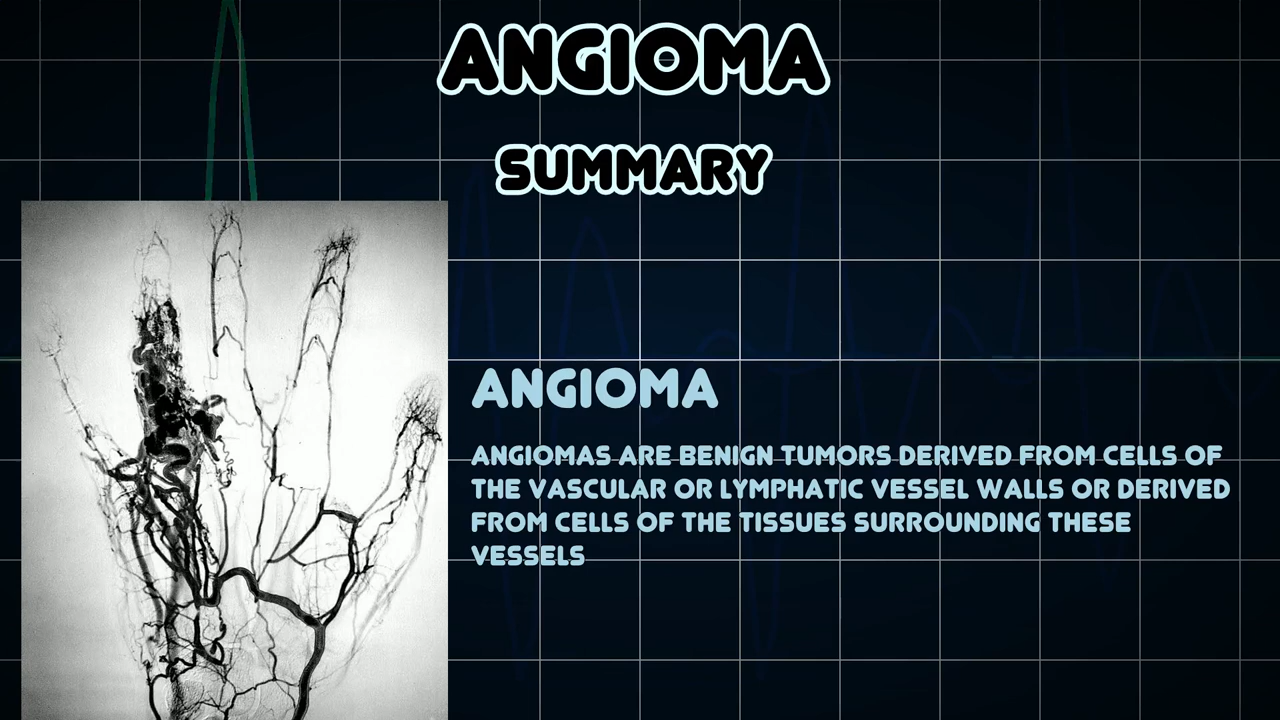 ANGIOMA
SUMMARY
ANGIOMA
ANGIOMAS ARE BENIGN TUMORS DERIVED FROM CELLS OF
THE VASCULAR OR LYMPHATIC VESSEL WALLS OR DERIVED
FROM CELLS OF THE TISSUES SURROUNDING THESE
VESSELS